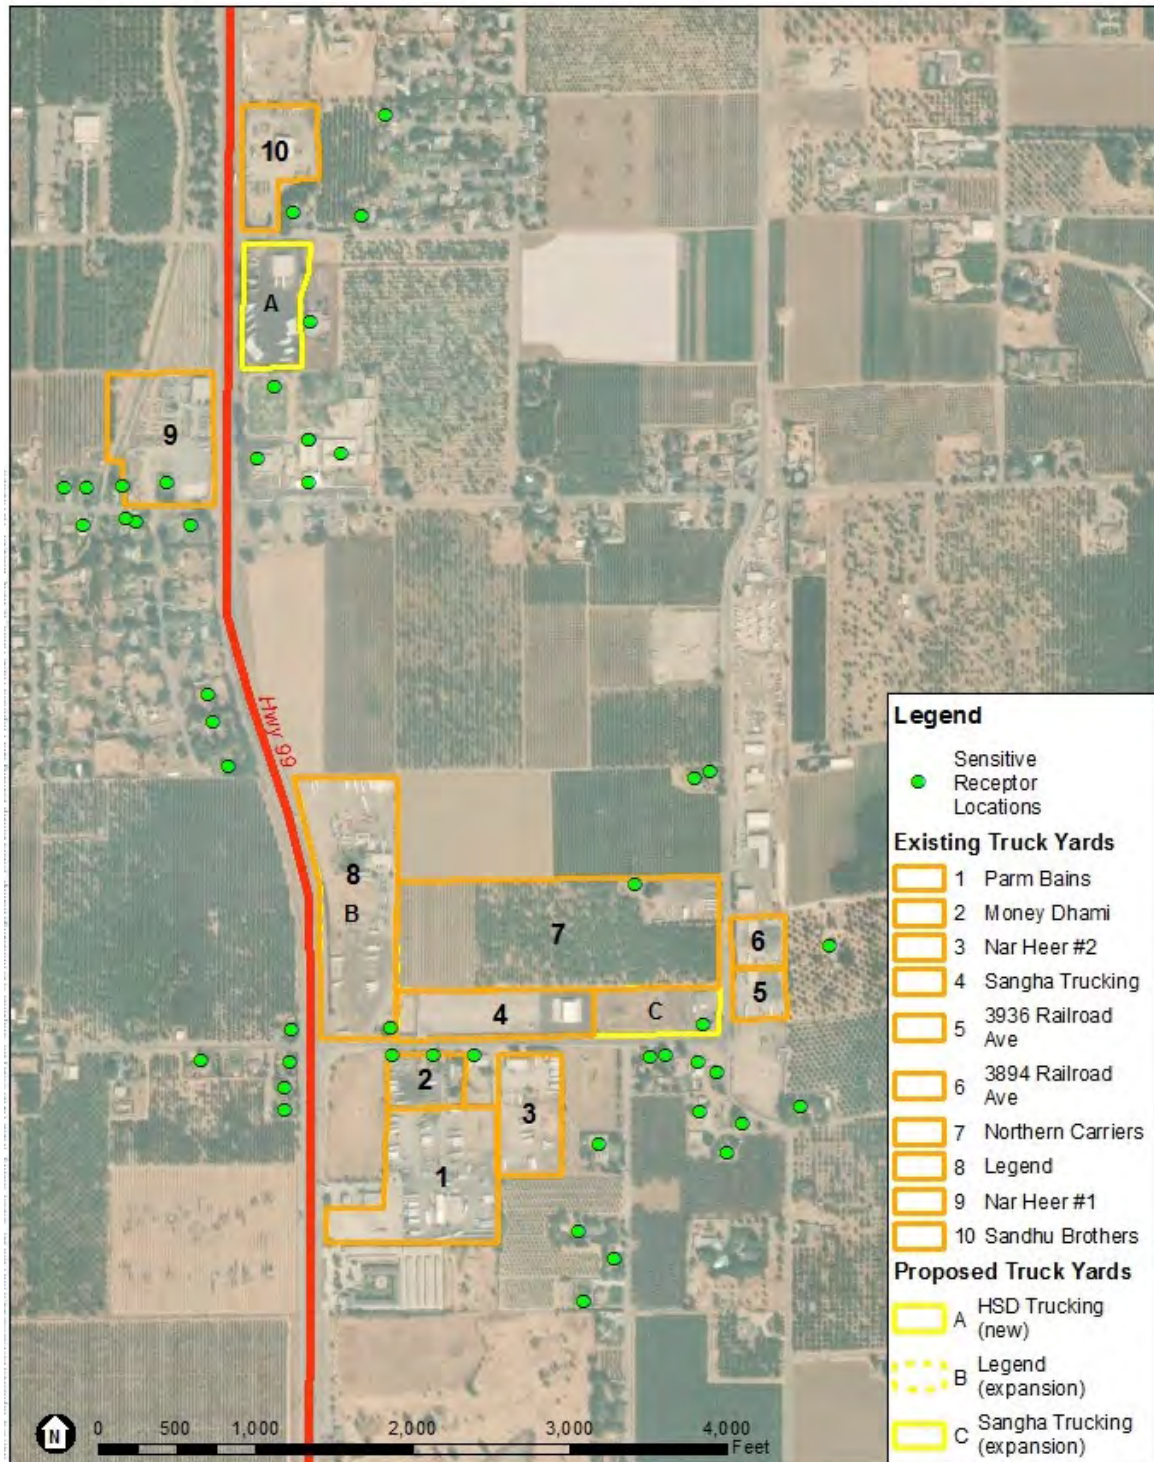 10
A
9
Hwy 99
8
B
7
6
5
4
C
2
3
1
Legend
Sensitive
Receptor
Locations
Existing Truck Yards
1 Parm Bains
2 Money Dhami
3 Nar Heer #2
4 Sangha Trucking
5 3936 Railroad
Ave
6 3894 Railroad
Ave
7 Northern Carriers
8 Legend
9 Nar Heer #1
10 Sandhu Brothers
Proposed Truck Yards
A HSD Trucking
(new)
B Legend
(expansion)
C Sangha Trucking
(expansion)
N
0 500 1,000 2,000 3,000 4,000
Feet